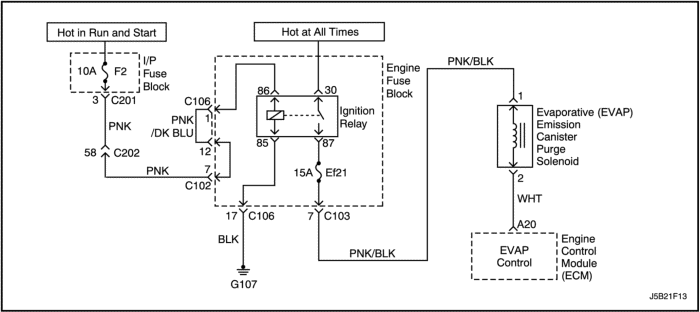 Hot in Run and Start
Hot at All Times
I/P
Fuse
Block
10A F2
3 C201
PNK
58 C202
PNK
C106
1
PNK
/DK BLU
12
7
C102
86
30
Ignition
Relay
85
87
15A Ef21
Engine
Fuse
Block
17 C106
7 C103
BLK
G107
PNK/BLK
PNK/BLK
1
Evaporative (EVAP)
Emission
Canister
Purge
Solenoid
2
WHT
A20
EVAP
Control
Engine
Control
Module
(ECM)
J5B21F13